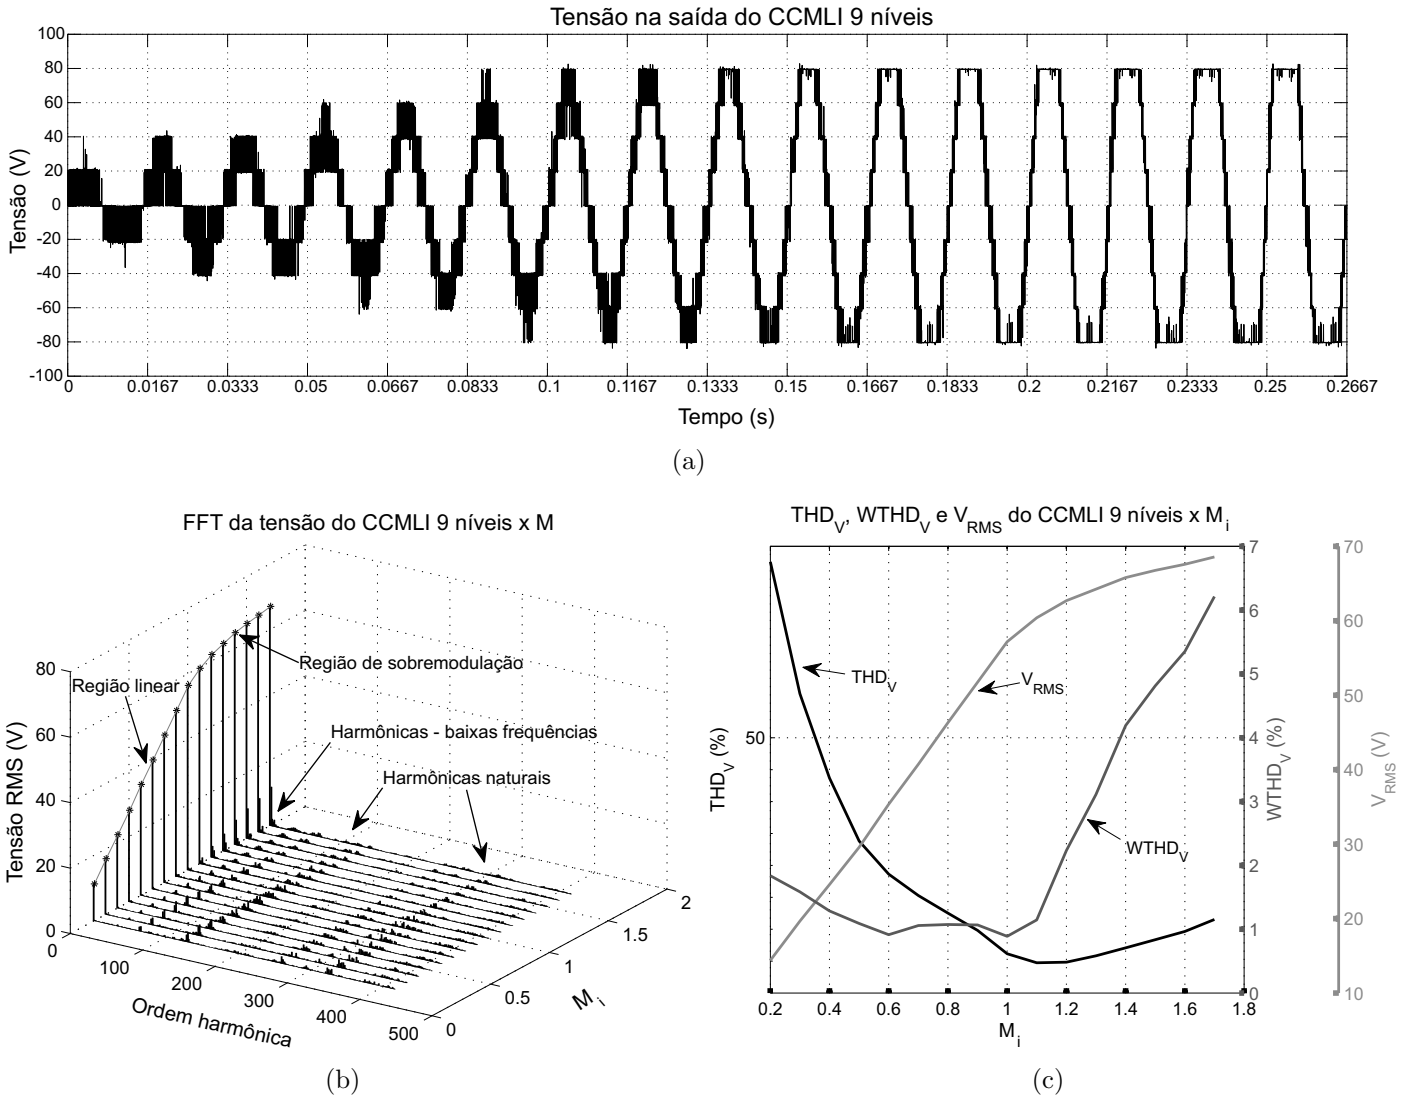 Tensão na saída do CCMLI 9 níveis
100
80
60
40
20
0
-20
-40
-60
-80
-100
Tensão (V)
0 0.0167 0.0333 0.05 0.0667 0.0833 0.1 0.1167 0.1333 0.15 0.1667 0.1833 0.2 0.2167 0.2333 0.25 0.2667
Tempo (s)
(a)
FFT da tensão do CCMLI 9 níveis x M
Região de sobremodulação
Região linear
Harmônicas - baixas frequências
Harmônicas naturais
80
60
40
20
0
Tensão RMS (V)
0 100 200 300 400 500
Ordem harmônica
0 0.5 1 1.5 2
M i
(b)
THD V, WTHD V e V RMS do CCMLI 9 níveis x M i
THD V
V RMS
WTHD V
50
THD V (%)
7
6
5
4
3
2
1
0
WTHD V (%)
70
60
50
40
30
20
10
V RMS (V)
0.2 0.4 0.6 0.8 1 1.2 1.4 1.6 1.8
M i
(c)